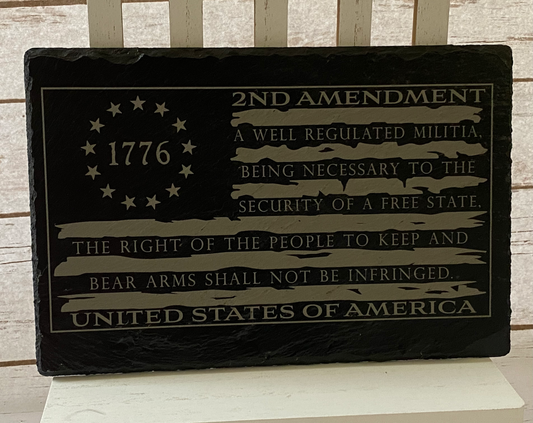 2ND AMENDMENT
1776
A WELL REGULATED MILITIA,
BEING NECESSARY TO THE
SECURITY OF A FREE STATE,
THE RIGHT OF THE PEOPLE TO KEEP AND
BEAR ARMS SHALL NOT BE INFRINGED..
UNITED STATES OF AMERICA